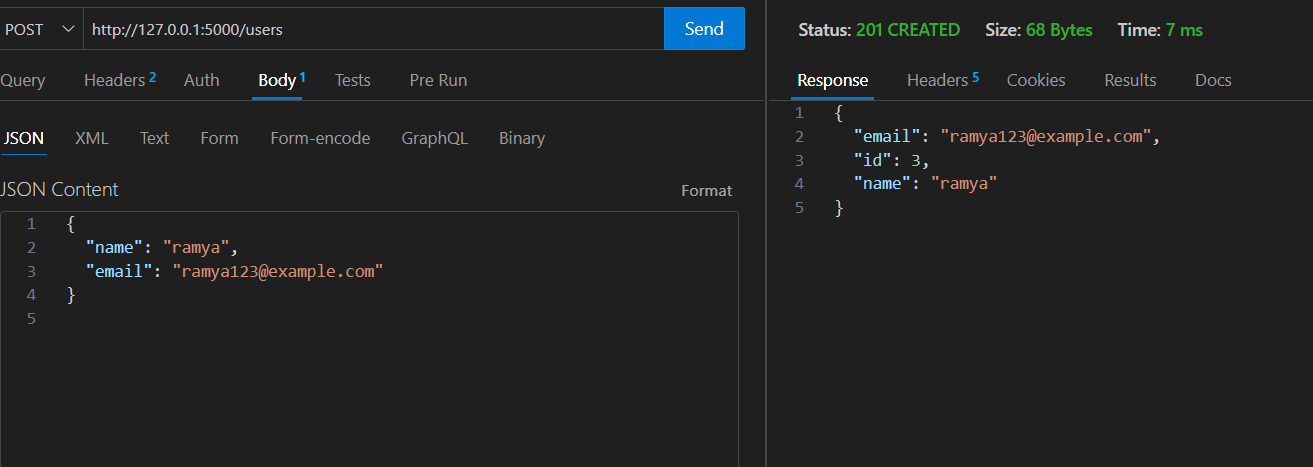 POST http://127.0.0.1:5000/users Send
Query Headers 2 Auth Body 1 Tests Pre Run
JSON XML Text Form Form-encode GraphQL Binary
JSON Content Format
1 {
2 "name": "ramya",
3 "email": "ramya123@example.com"
4 }
5
Status: 201 CREATED Size: 68 Bytes Time: 7 ms
Response Headers 5 Cookies Results Docs
1 {
2 "email": "ramya123@example.com",
3 "id": 3,
4 "name": "ramya"
5 }